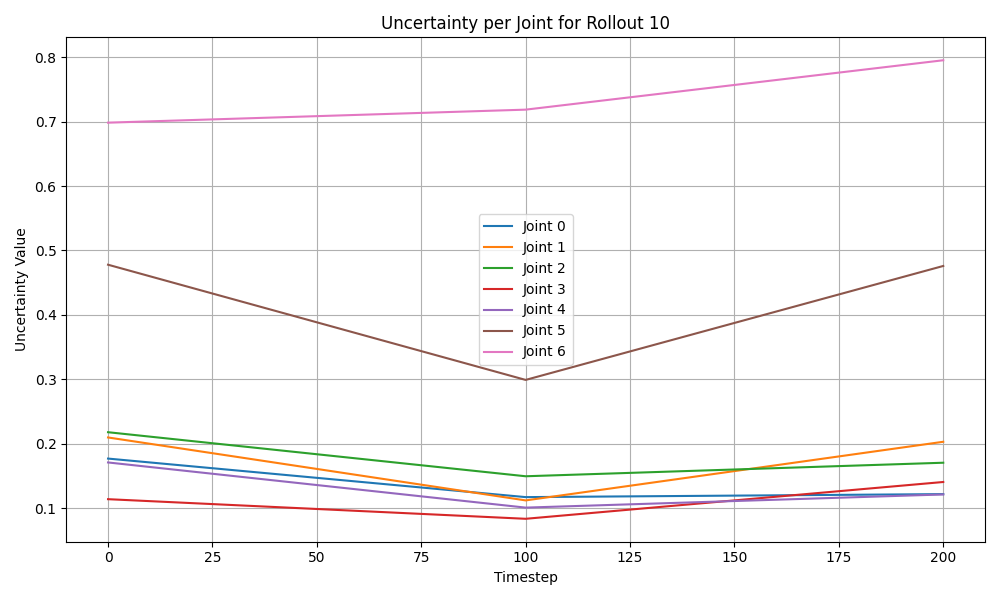 Uncertainty per Joint for Rollout 10
Uncertainty Value
0.8
0.7
0.6
0.5
0.4
0.3
0.2
0.1
Joint 0
Joint 1
Joint 2
Joint 3
Joint 4
Joint 5
Joint 6
0 25 50 75 100 125 150 175 200
Timestep